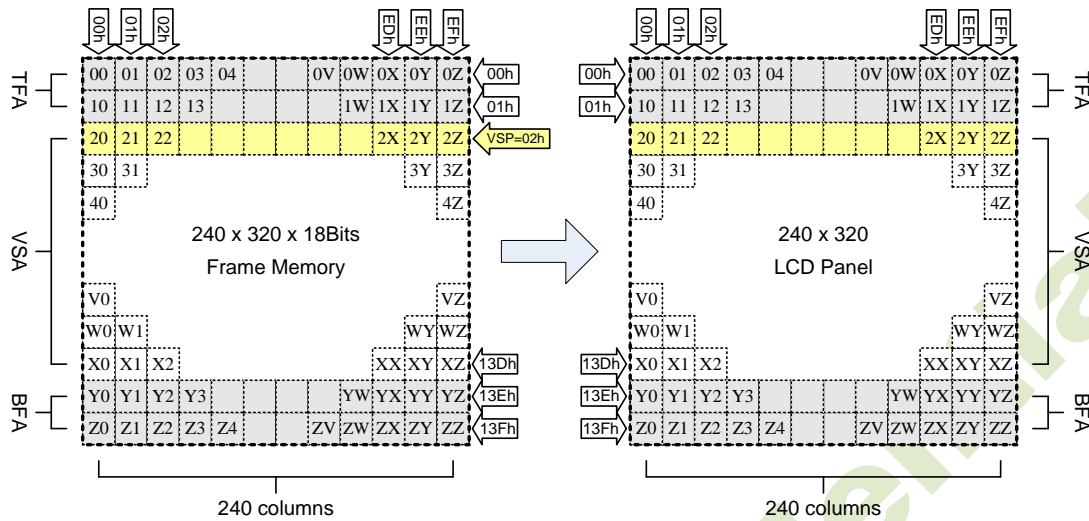 00h 01h 02h EDh EEh EFh 00h 01h 02h EDh EEh EFh
TFA 00 01 02 03 04 0V 0W 0X 0Y 0Z 00h 00h 00 01 02 03 04 0V 0W 0X 0Y 0Z TFA
10 11 12 13 1W 1X 1Y 1Z 01h 01h 10 11 12 13 1W 1X 1Y 1Z
20 21 22 2X 2Y 2Z VSP=02h 20 21 22 2X 2Y 2Z
30 31 3Y 3Z 30 31 3Y 3Z
40 4Z 40 4Z
VSA 240 x 320 x 18Bits 240 x 320 VSA
Frame Memory LCD Panel
V0 VZ V0 VZ
W0 W1 WY WZ W0 W1 WY WZ
X0 X1 X2 XX XY XZ 13Dh 13Dh X0 X1 X2 XX XY XZ
BFA Y0 Y1 Y2 Y3 YW YX YY YZ 13Eh 13Eh Y0 Y1 Y2 Y3 YW YX YY YZ BFA
Z0 Z1 Z2 Z3 Z4 ZV ZW ZX ZY ZZ 13Fh 13Fh Z0 Z1 Z2 Z3 Z4 ZV ZW ZX ZY ZZ
240 columns 240 columns